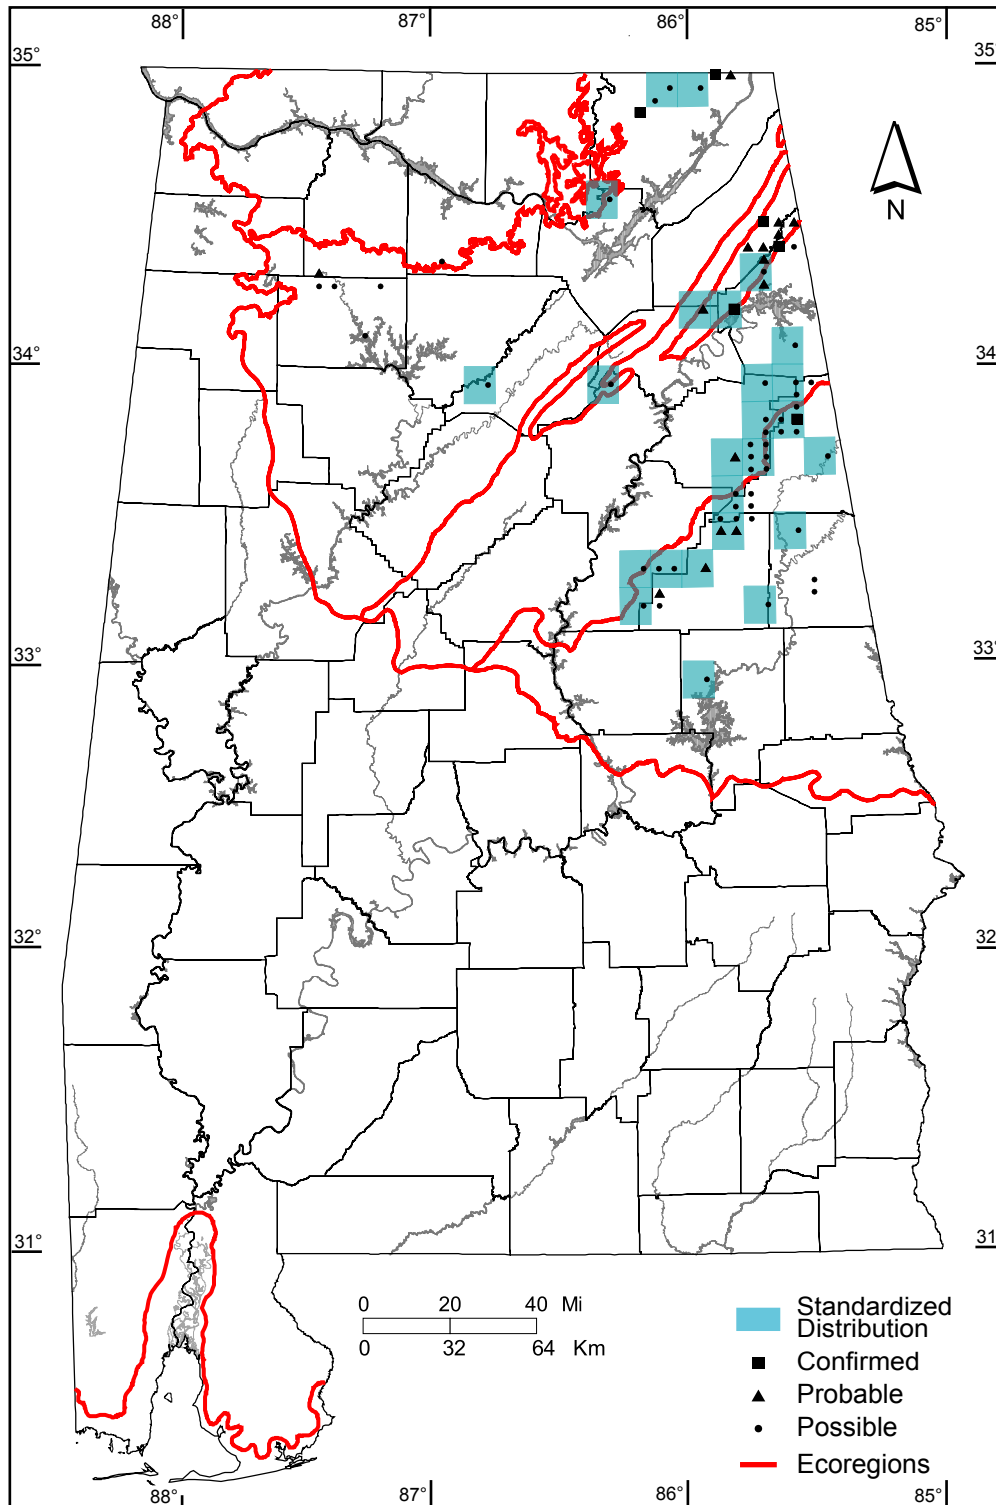 88° 87° 86° 85°
35° 35°
N
34° 34
33° 33
32° 32
31° 31
0 20 40 Mi
0 32 64 Km
Standardized
Distribution
Confirmed
Probable
Possible
Ecoregions
88° 87° 86° 85°